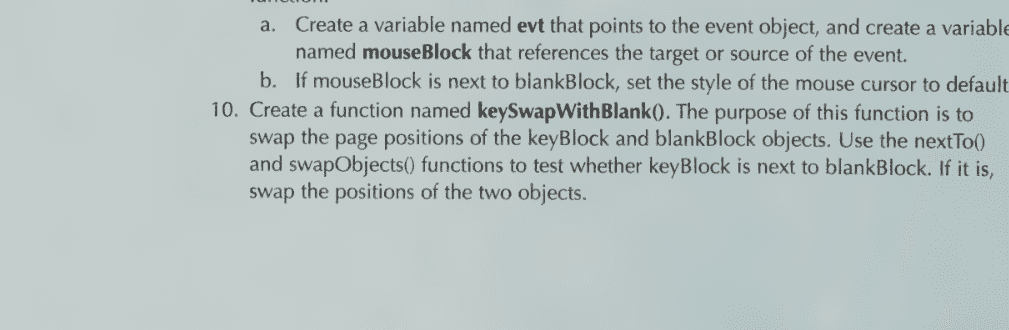 a. Create a variable named evt that points to the event object, and create a variable
named mouseBlock that references the target or source of the event.
b. If mouseBlock is next to blankBlock, set the style of the mouse cursor to default
10. Create a function named keySwapWithBlank(). The purpose of this function is to
swap the page positions of the keyBlock and blankBlock objects. Use the nextTo()
and swapObjects() functions to test whether keyBlock is next to blankBlock. If it is,
swap the positions of the two objects.